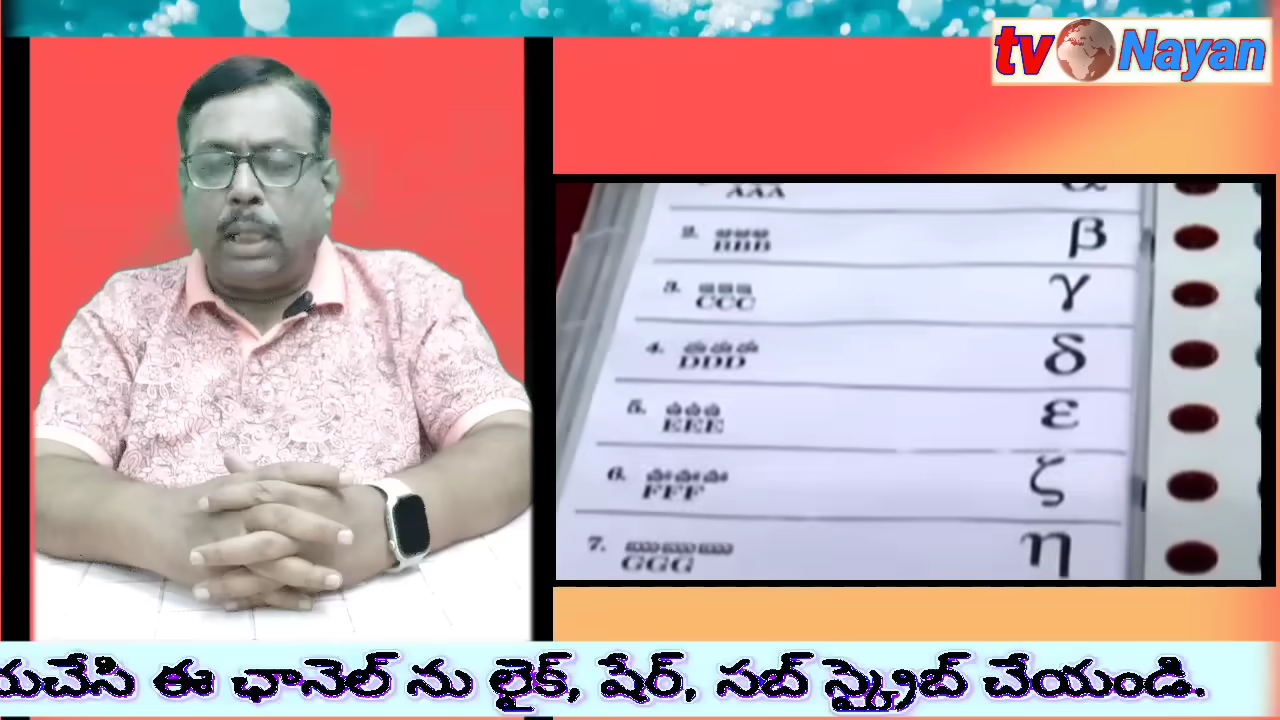 tv Nayan
AAA α
2. BBB β
3. CCC γ
4. DDD δ
5. EEE ε
6. FFF ζ
7. GGG η
ఈ ఛానెల్ ను లైక్, షేర్, సబ్ స్క్రైబ్ చేయండి.